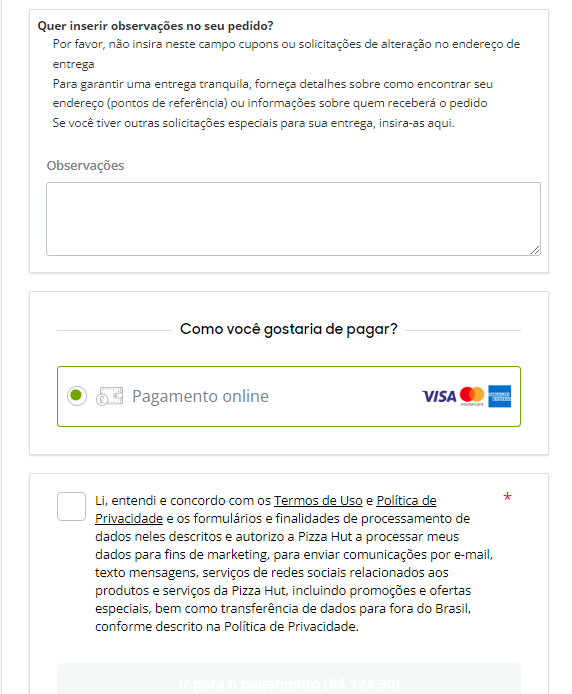 Quer inserir observações no seu pedido?
Por favor, não insira neste campo cupons ou solicitações de alteração no endereço de
entrega
Para garantir uma entrega tranquila, forneça detalhes sobre como encontrar seu
endereço (pontos de referência) ou informações sobre quem receberá o pedido
Se você tiver outras solicitações especiais para sua entrega, insira-as aqui.
Observações
Como você gostaria de pagar?
Pagamento online VISA mastercard AMERICAN EXPRESS
Li, entendi e concordo com os Termos de Uso e Política de *
Privacidade e os formulários e finalidades de processamento de
dados neles descritos e autorizo a Pizza Hut a processar meus
dados para fins de marketing, para enviar comunicações por e-mail,
texto mensagens, serviços de redes sociais relacionados aos
produtos e serviços da Pizza Hut, incluindo promoções e ofertas
especiais, bem como transferência de dados para fora do Brasil,
conforme descrito na Política de Privacidade.
Ir para o pagamento (R$ 124,90)